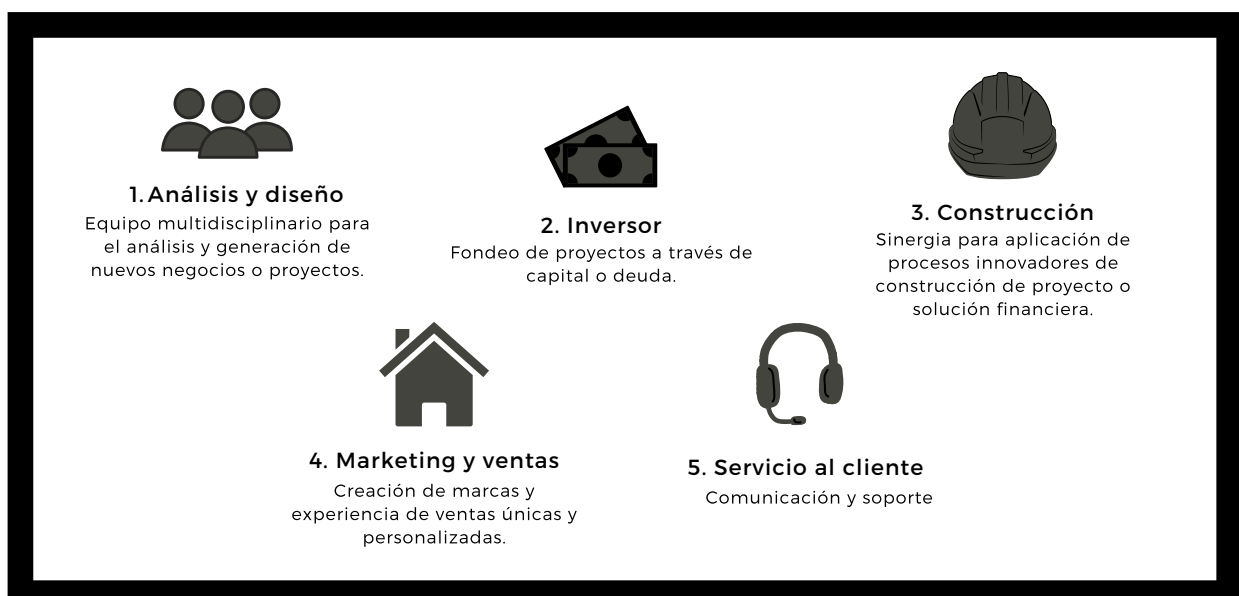 1. Análisis y diseño
Equipo multidisciplinario para
el análisis y generación de
nuevos negocios o proyectos.
2. Inversor
Fondeo de proyectos a través de
capital o deuda.
3. Construcción
Sinergia para aplicación de
procesos innovadores de
construcción de proyecto o
solución financiera.
4. Marketing y ventas
Creación de marcas y
experiencia de ventas únicas y
personalizadas.
5. Servicio al cliente
Comunicación y soporte